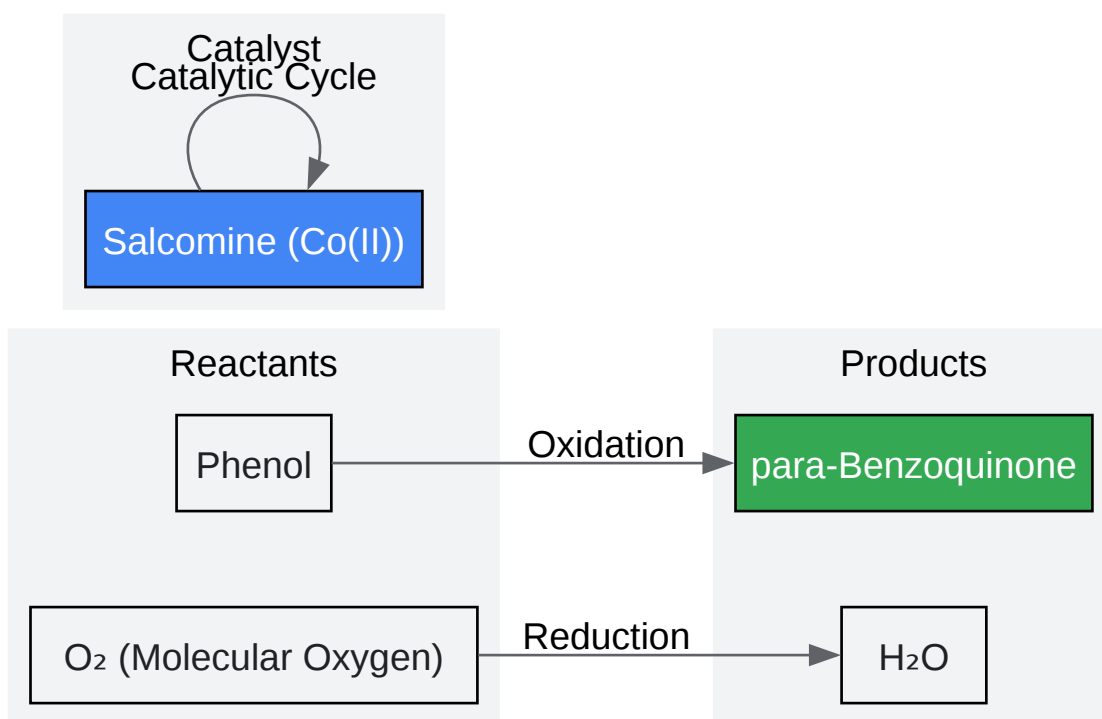 Catalyst
Catalytic Cycle
Salcomine (Co(II))
Reactants
Products
Phenol
Oxidation
para-Benzoquinone
O₂ (Molecular Oxygen)
Reduction
H₂O